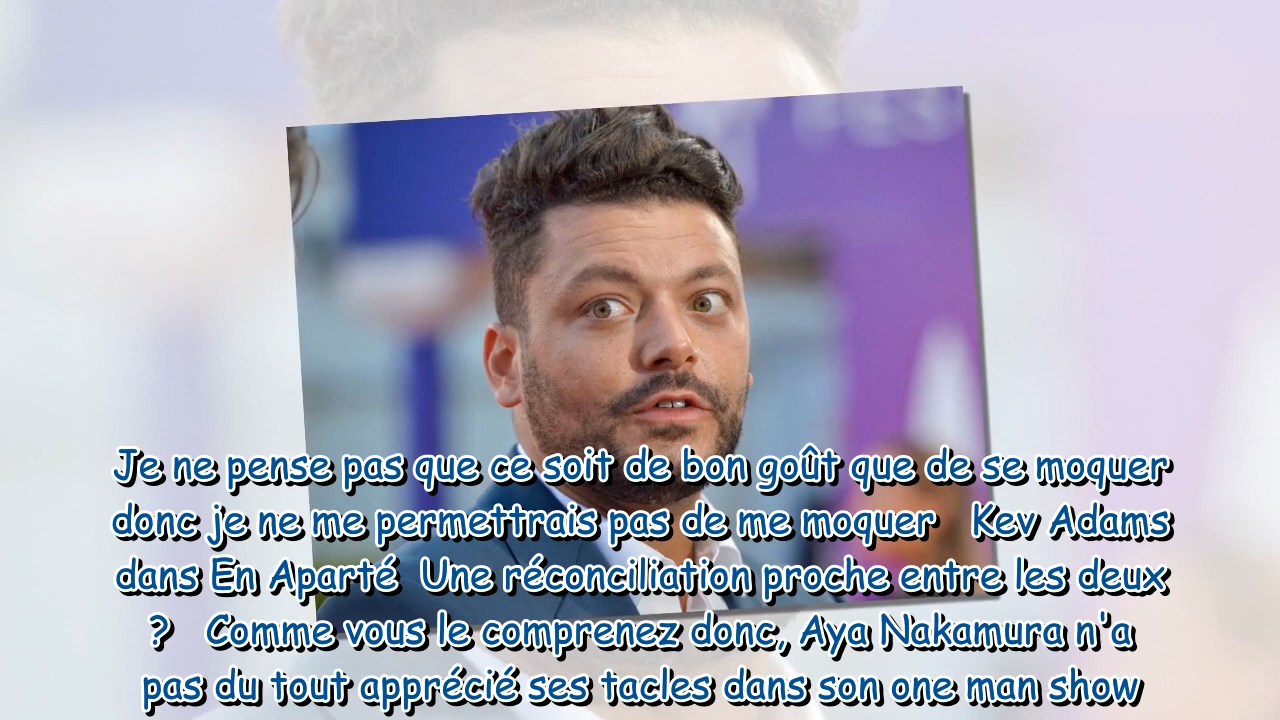 Je ne pense pas que ce soit de bon goût que de se moquer
donc je ne me permettrais pas de me moquer   Kev Adams
dans En Aparté  Une réconciliation proche entre les deux
?   Comme vous le comprenez donc, Aya Nakamura n'a
pas du tout apprécié ses tacles dans son one man show